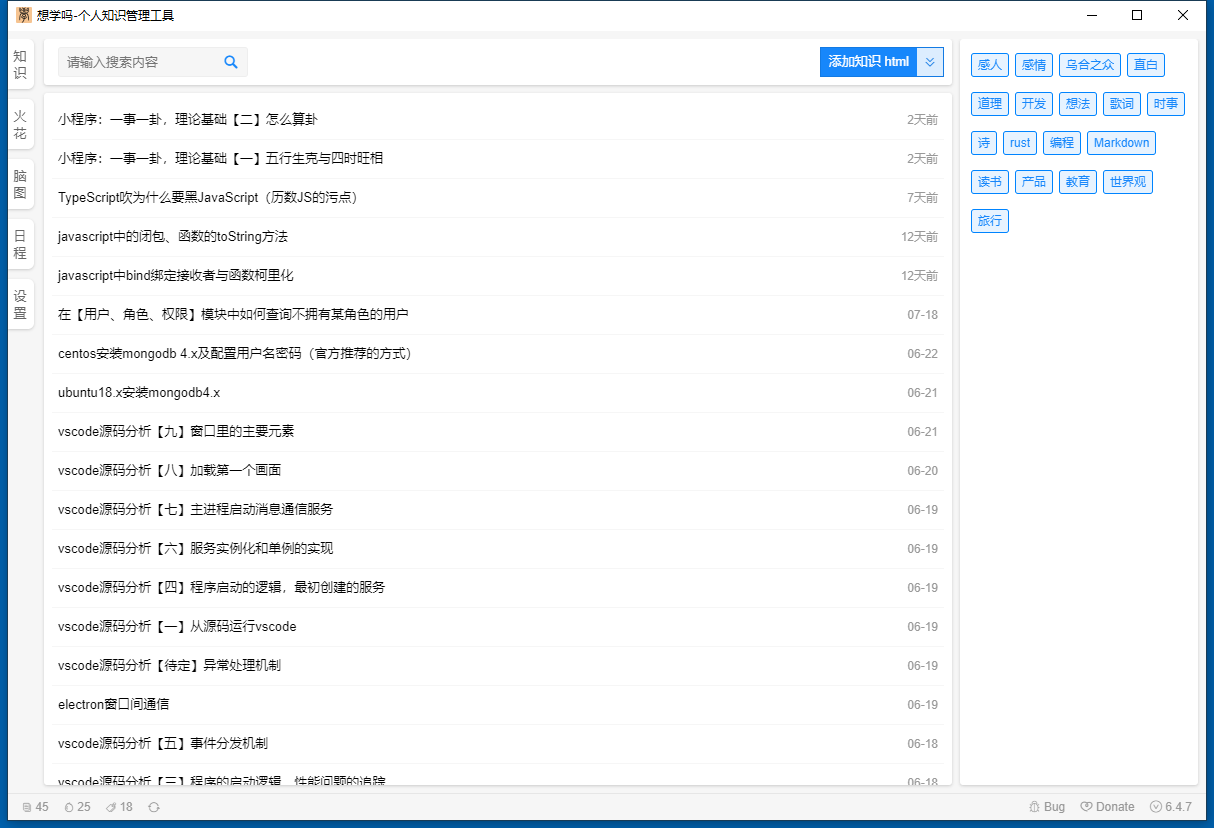 想学吗-个人知识管理工具
知识
火花
脑图
日程
设置
请输入搜索内容
添加知识 html
小程序：一事一卦，理论基础【二】怎么算卦 2天前
小程序：一事一卦，理论基础【一】五行生克与四时旺相 2天前
TypeScript吹为什么要黑JavaScript（历数JS的污点） 7天前
javascript中的闭包、函数的toString方法 12天前
javascript中bind绑定接收者与函数柯里化 12天前
在【用户、角色、权限】模块中如何查询不拥有某角色的用户 07-18
centos安装mongodb 4.x及配置用户名密码（官方推荐的方式） 06-22
ubuntu18.x安装mongodb4.x 06-21
vscode源码分析【九】窗口里的主要元素 06-21
vscode源码分析【八】加载第一个画面 06-20
vscode源码分析【七】主进程启动消息通信服务 06-19
vscode源码分析【六】服务实例化和单例的实现 06-19
vscode源码分析【四】程序启动的逻辑，最初创建的服务 06-19
vscode源码分析【一】从源码运行vscode 06-19
vscode源码分析【待定】异常处理机制 06-19
electron窗口间通信 06-19
vscode源码分析【五】事件分发机制 06-18
vscode源码分析【三】程序的启动逻辑，性能问题的追踪 06-18
感人 感情 乌合之众 直白
道理 开发 想法 歌词 时事
诗 rust 编程 Markdown
读书 产品 教育 世界观
旅行
45 25 18
Bug Donate 6.4.7